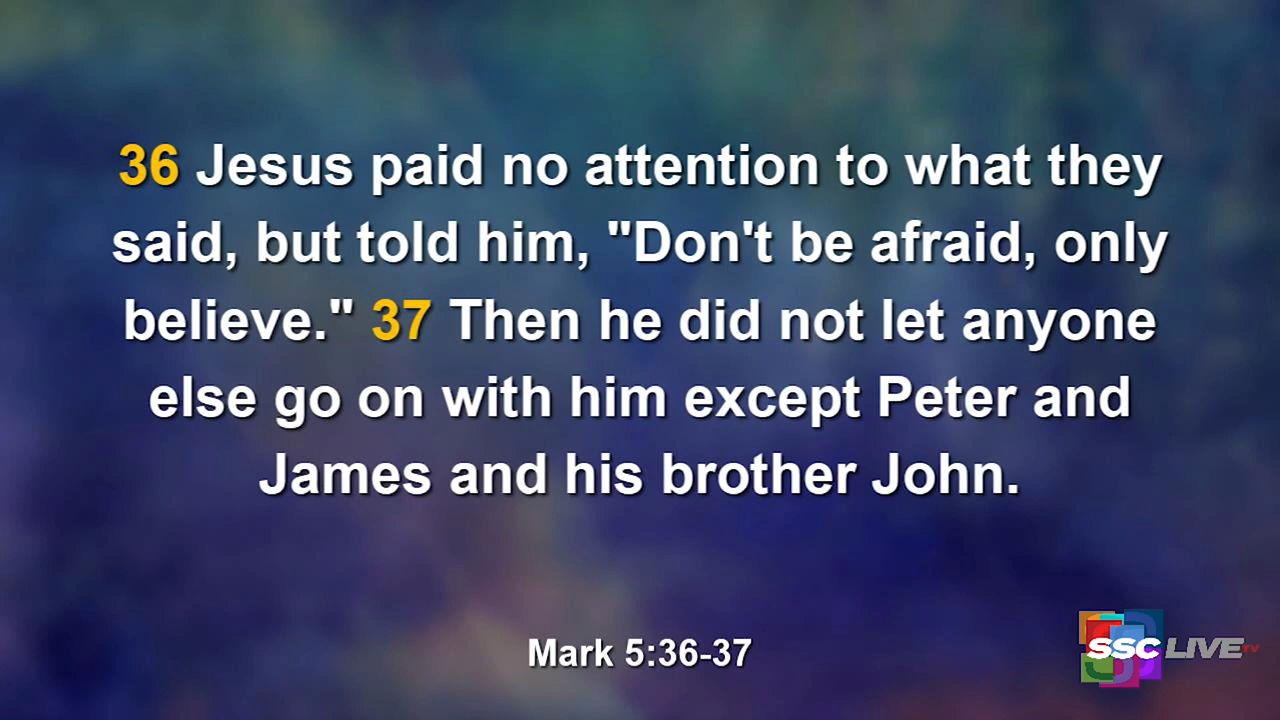 36 Jesus paid no attention to what they
said, but told him, "Don't be afraid, only
believe." 37 Then he did not let anyone
else go on with him except Peter and
James and his brother John.
Mark 5:36-37
SSC LIVE TV